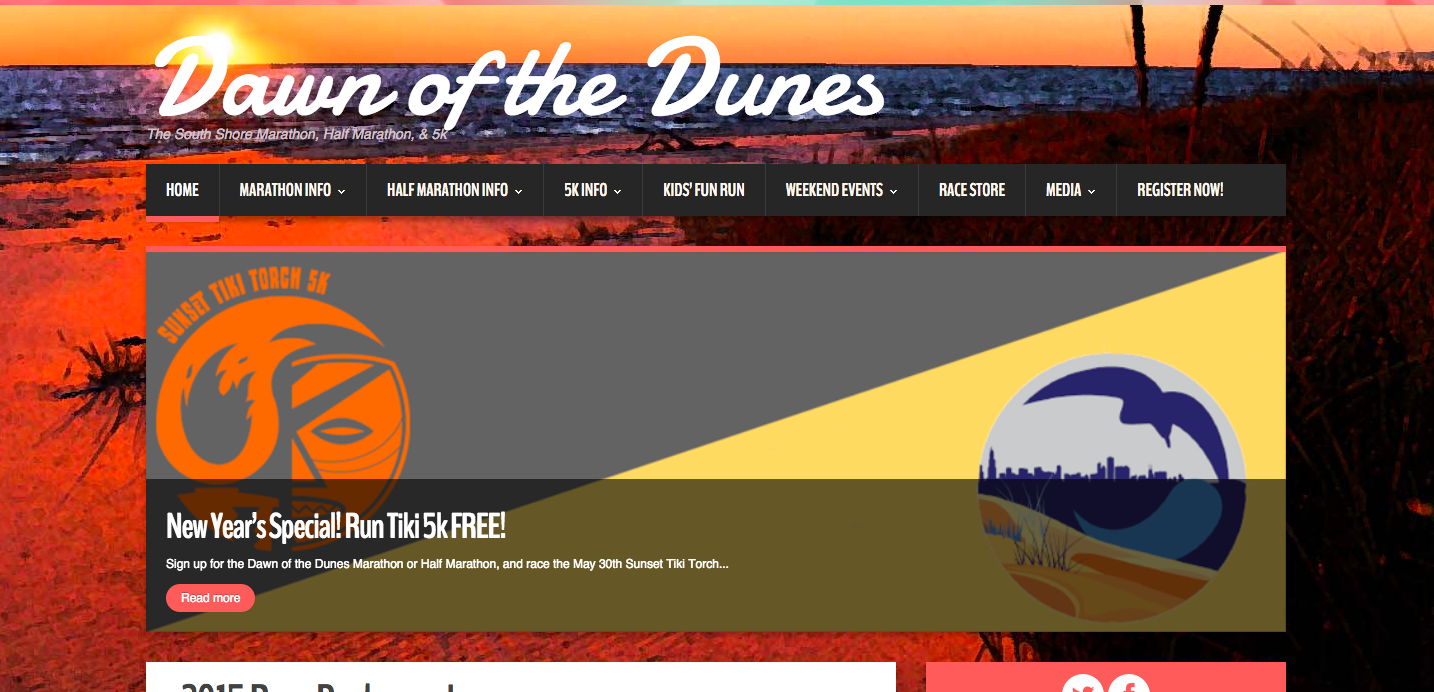 Dawn of the Dunes
The South Shore Marathon, Half Marathon, & 5k
HOME MARATHON INFO HALF MARATHON INFO 5K INFO KIDS' FUN RUN WEEKEND EVENTS RACE STORE MEDIA REGISTER NOW!
SUNSET TIKI TORCH 5K
New Year's Special! Run Tiki 5k FREE!
Sign up for the Dawn of the Dunes Marathon or Half Marathon, and race the May 30th Sunset Tiki Torch...
Read more